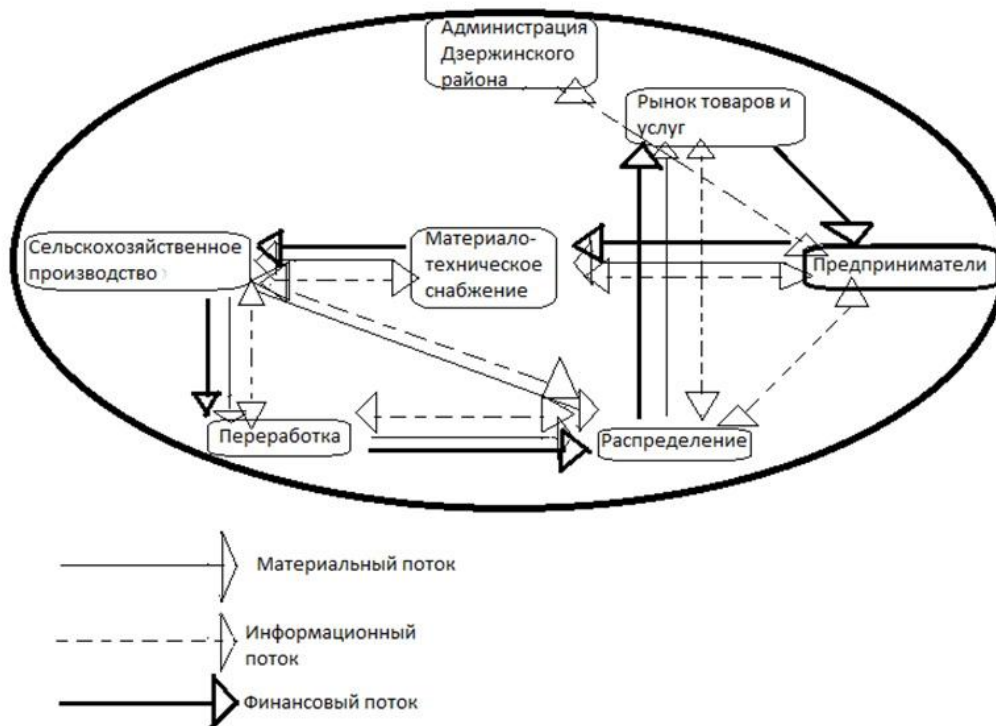 Администрация
Дзержинского
района
Рынок товаров и
услуг
Сельскохозяйственное
производство
Материало-
техническое
снабжение
Предприниматели
Переработка
Распределение
Материальный поток
Информационный
поток
Финансовый поток